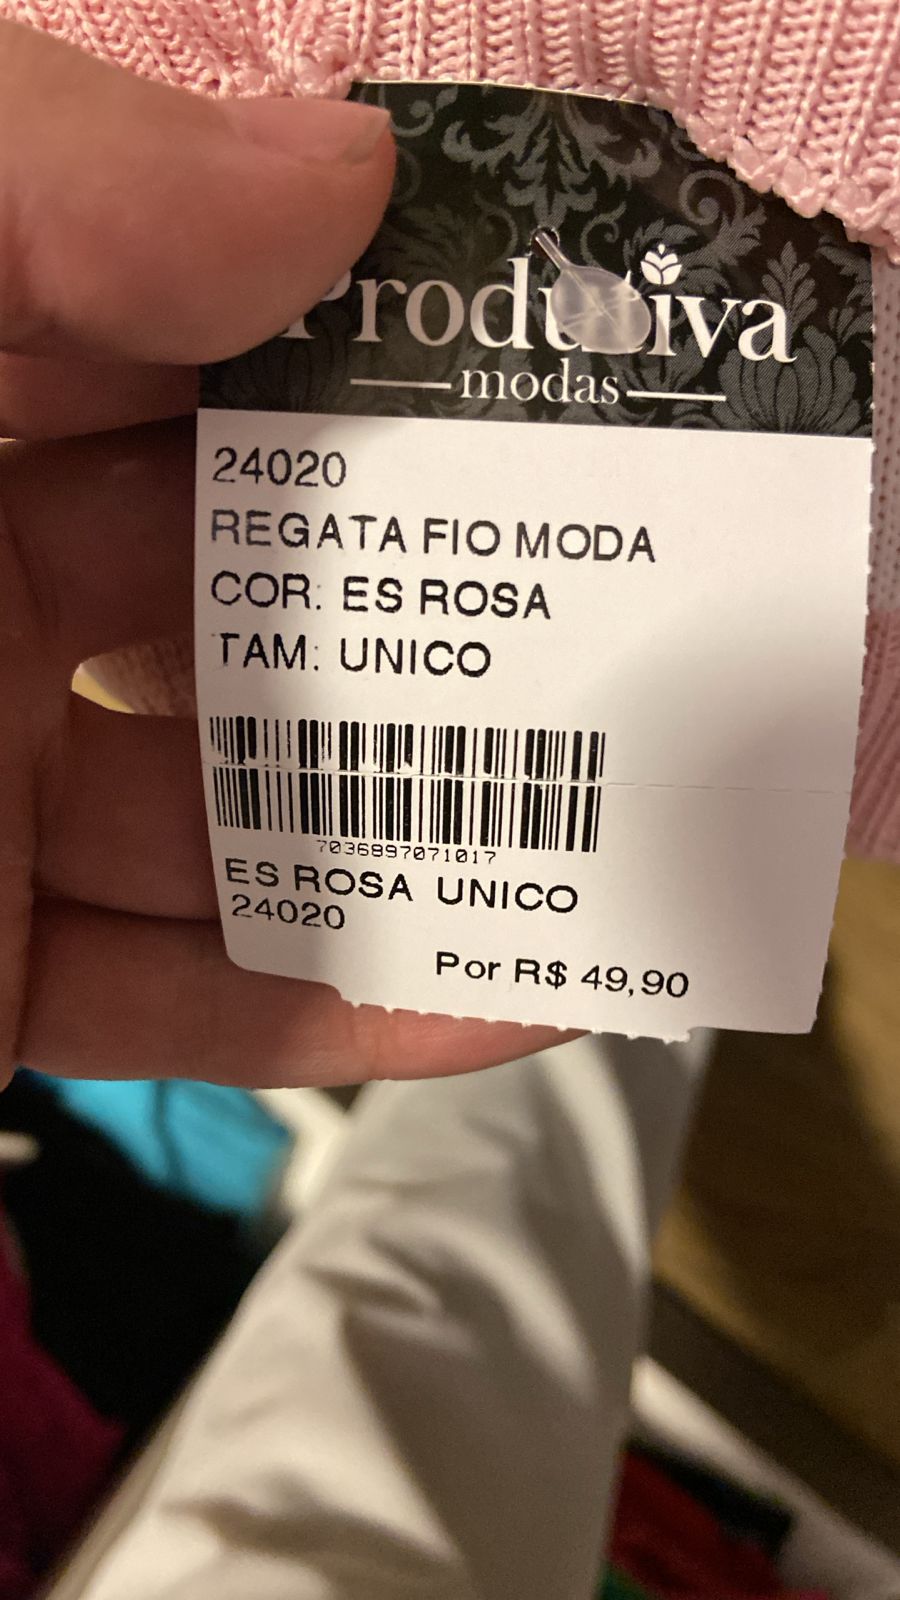 modas
24020
REGATA FIO MODA
COR: ES ROSA
TAM: UNICO
7036897071017
ES ROSA UNICO
24020
Por R$ 49,90